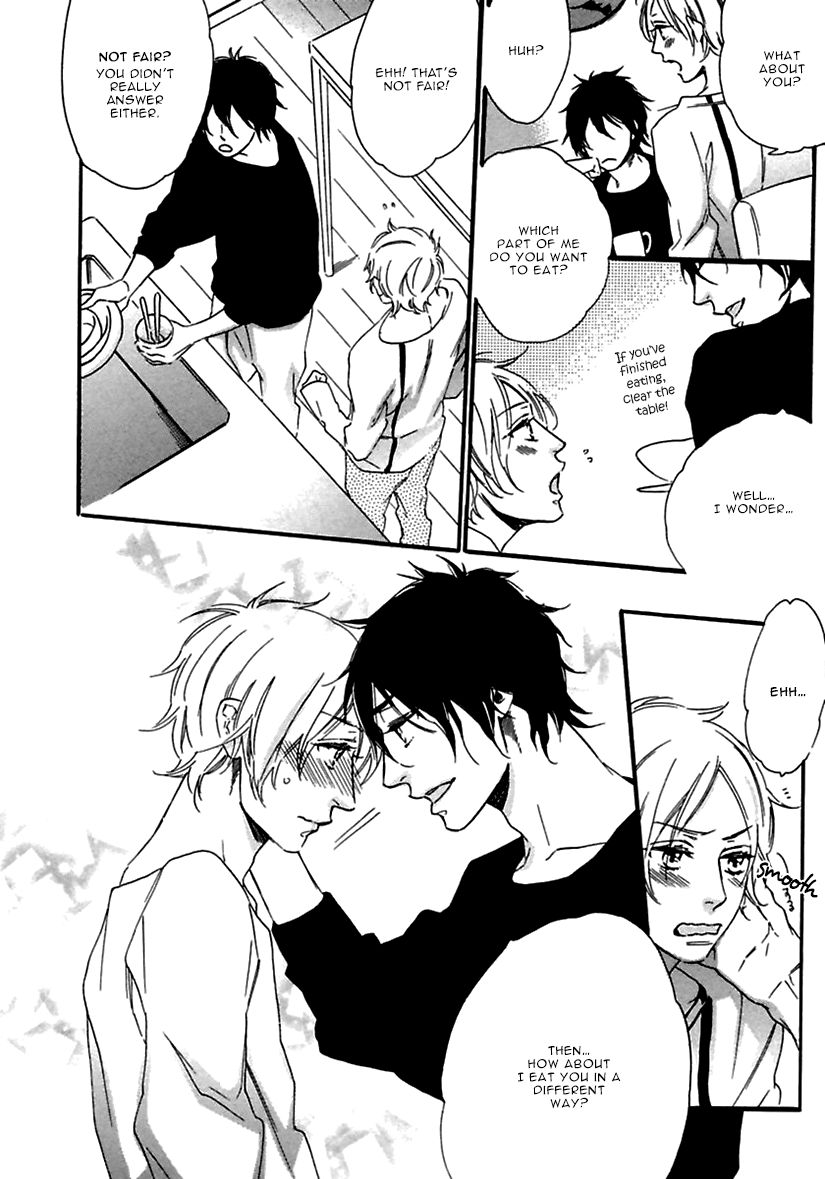 WHAT
ABOUT
YOU?
HUH?
WHICH
PART OF ME
DO YOU WANT
TO EAT?
If you've
finished
eating,
clear the
table!
WELL...
I WONDER...
EHH! THAT'S
NOT FAIR!
NOT FAIR?
YOU DIDN'T
REALLY
ANSWER
EITHER.
EHH...
smooth
THEN...
HOW ABOUT
I EAT YOU IN A
DIFFERENT
WAY?